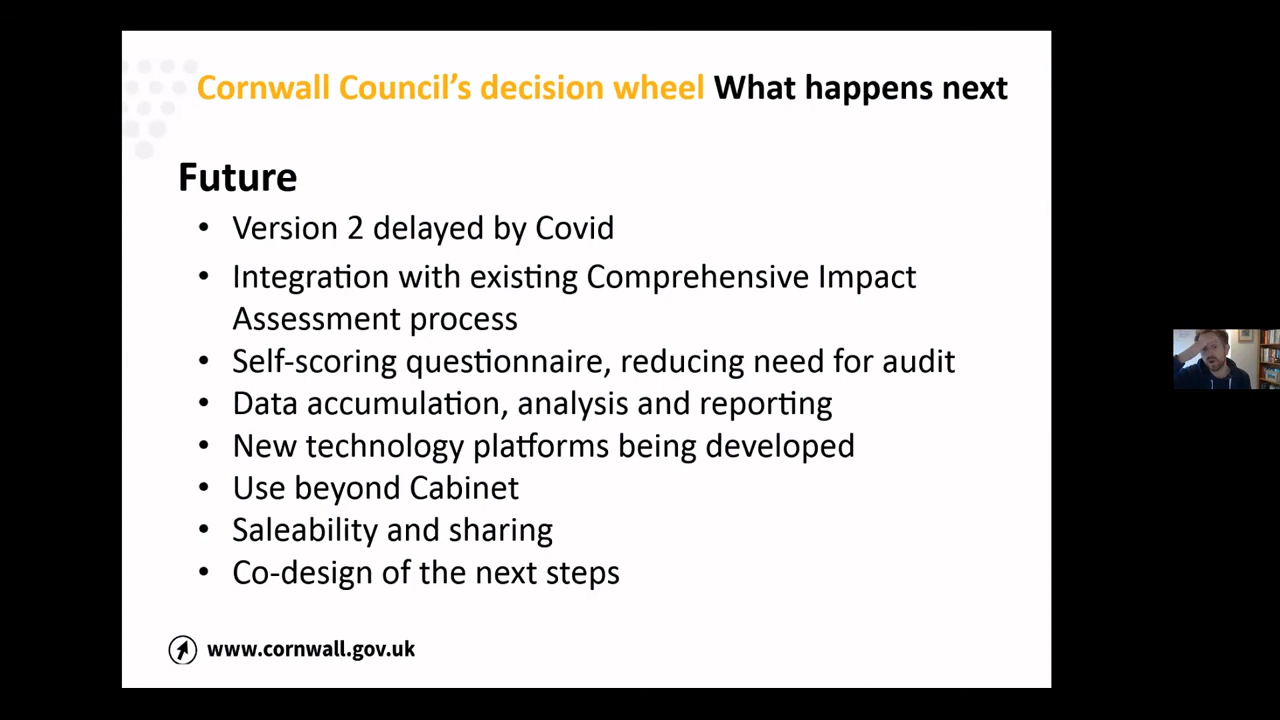 Cornwall Council's decision wheel What happens next
Future
• Version 2 delayed by Covid
• Integration with existing Comprehensive Impact
Assessment process
• Self-scoring questionnaire, reducing need for audit
• Data accumulation, analysis and reporting
• New technology platforms being developed
• Use beyond Cabinet
• Saleability and sharing
• Co-design of the next steps
www.cornwall.gov.uk